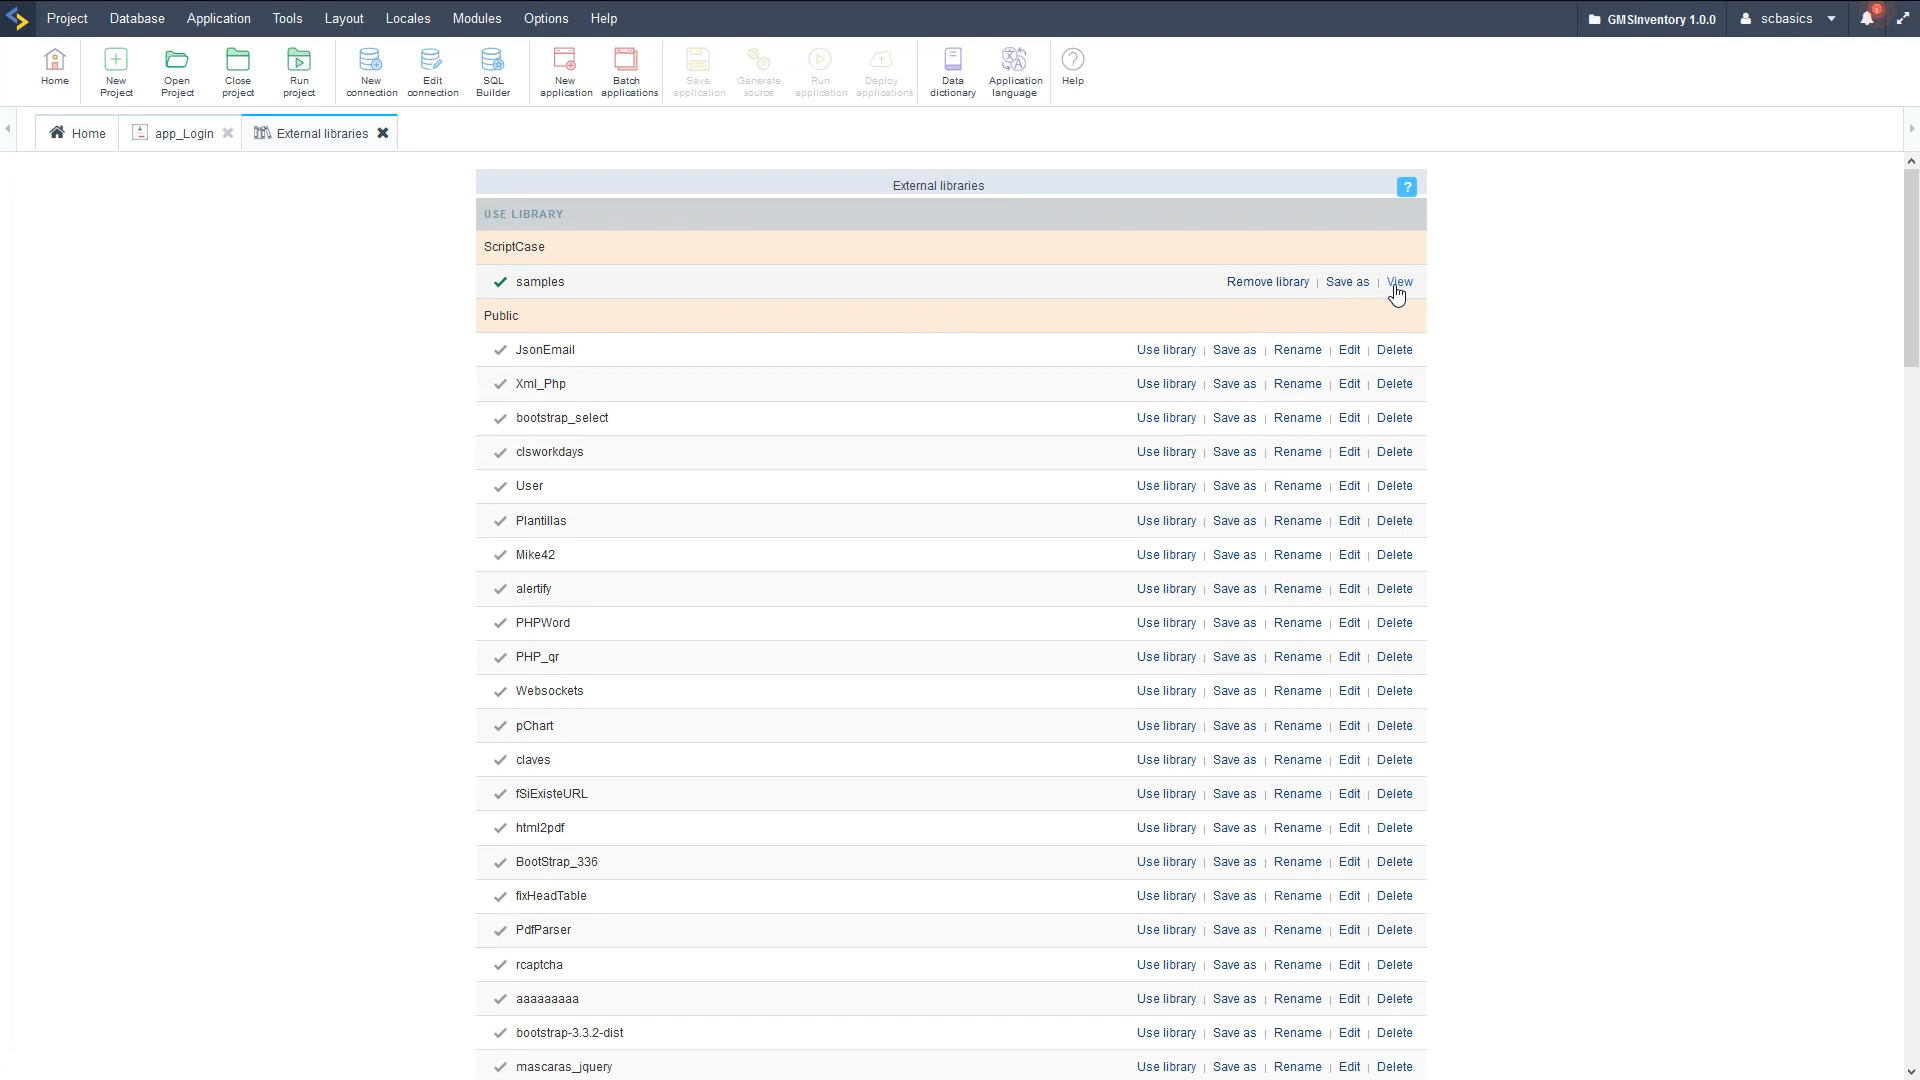 Project Database Application Tools Layout Locales Modules Options Help GMSInventory 1.0.0 scbasics 1
Home New Project Open Project Close project Run project New connection Edit connection SQL Builder New application Batch applications Save application Generate source Run application Deploy applications Data dictionary Application language Help
Home app_Login External libraries
External libraries ?
USE LIBRARY
ScriptCase
samples Remove library | Save as | View
Public
JsonEmail Use library | Save as | Rename | Edit | Delete
Xml_Php Use library | Save as | Rename | Edit | Delete
bootstrap_select Use library | Save as | Rename | Edit | Delete
clsworkdays Use library | Save as | Rename | Edit | Delete
User Use library | Save as | Rename | Edit | Delete
Plantillas Use library | Save as | Rename | Edit | Delete
Mike42 Use library | Save as | Rename | Edit | Delete
alertify Use library | Save as | Rename | Edit | Delete
PHPWord Use library | Save as | Rename | Edit | Delete
PHP_qr Use library | Save as | Rename | Edit | Delete
Websockets Use library | Save as | Rename | Edit | Delete
pChart Use library | Save as | Rename | Edit | Delete
claves Use library | Save as | Rename | Edit | Delete
fSiExisteURL Use library | Save as | Rename | Edit | Delete
html2pdf Use library | Save as | Rename | Edit | Delete
BootStrap_336 Use library | Save as | Rename | Edit | Delete
fixHeadTable Use library | Save as | Rename | Edit | Delete
PdfParser Use library | Save as | Rename | Edit | Delete
rcaptcha Use library | Save as | Rename | Edit | Delete
aaaaaaaaa Use library | Save as | Rename | Edit | Delete
bootstrap-3.3.2-dist Use library | Save as | Rename | Edit | Delete
mascaras_jquery Use library | Save as | Rename | Edit | Delete